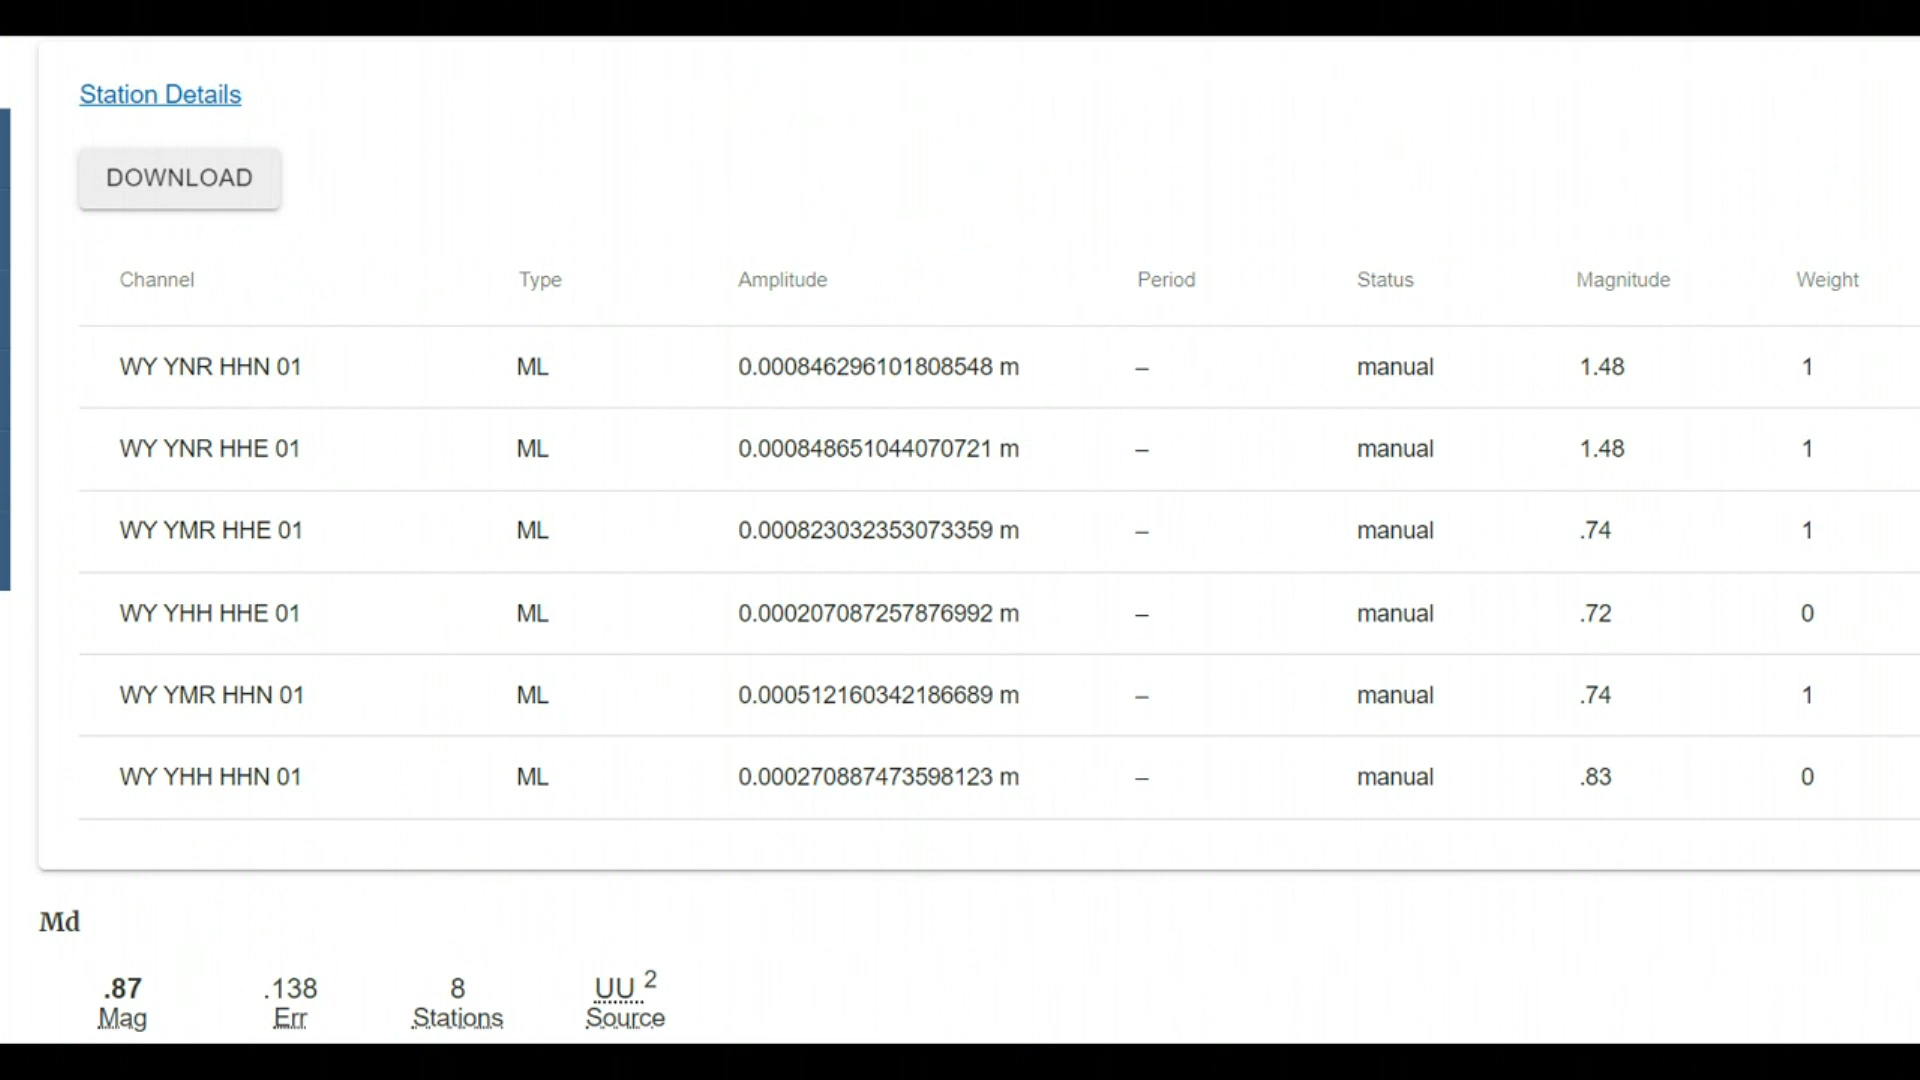 Station Details
DOWNLOAD
Channel Type Amplitude Period Status Magnitude Weight
WY YNR HHN 01 ML 0.000846296101808548 m – manual 1.48 1
WY YNR HHE 01 ML 0.000848651044070721 m – manual 1.48 1
WY YMR HHE 01 ML 0.000823032353073359 m – manual .74 1
WY YHH HHE 01 ML 0.000207087257876992 m – manual .72 0
WY YMR HHN 01 ML 0.000512160342186689 m – manual .74 1
WY YHH HHN 01 ML 0.000270887473598123 m – manual .83 0
Md
.87 .138 8 UU 2
Mag Err Stations Source